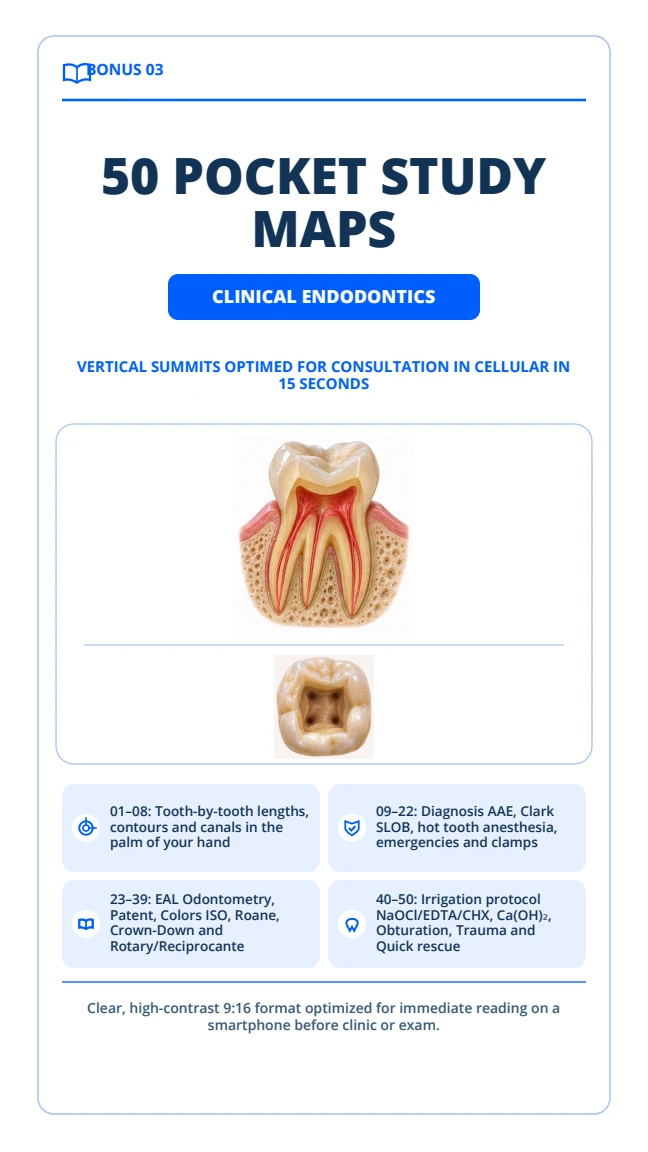 BONUS 03
50 POCKET STUDY
MAPS
CLINICAL ENDODONTICS
VERTICAL SUMMITS OPTIMED FOR CONSULTATION IN CELLULAR IN
15 SECONDS
01–08: Tooth-by-tooth lengths,
contours and canals in the
palm of your hand
09–22: Diagnosis AAE, Clark
SLOB, hot tooth anesthesia,
emergencies and clamps
23–39: EAL Odontometry,
Patent, Colors ISO, Roane,
Crown-Down and
Rotary/Reciprocante
40–50: Irrigation protocol
NaOCl/EDTA/CHX, Ca(OH)₂,
Obturation, Trauma and
Quick rescue
Clear, high-contrast 9:16 format optimized for immediate reading on a
smartphone before clinic or exam.